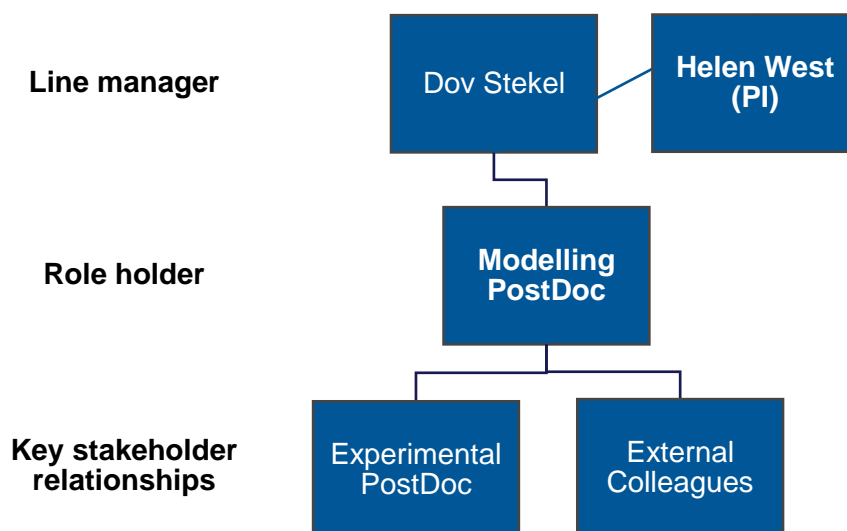 Line manager
Dov Stekel
Helen West
(PI)
Role holder
Modelling
PostDoc
Key stakeholder
relationships
Experimental
PostDoc
External
Colleagues